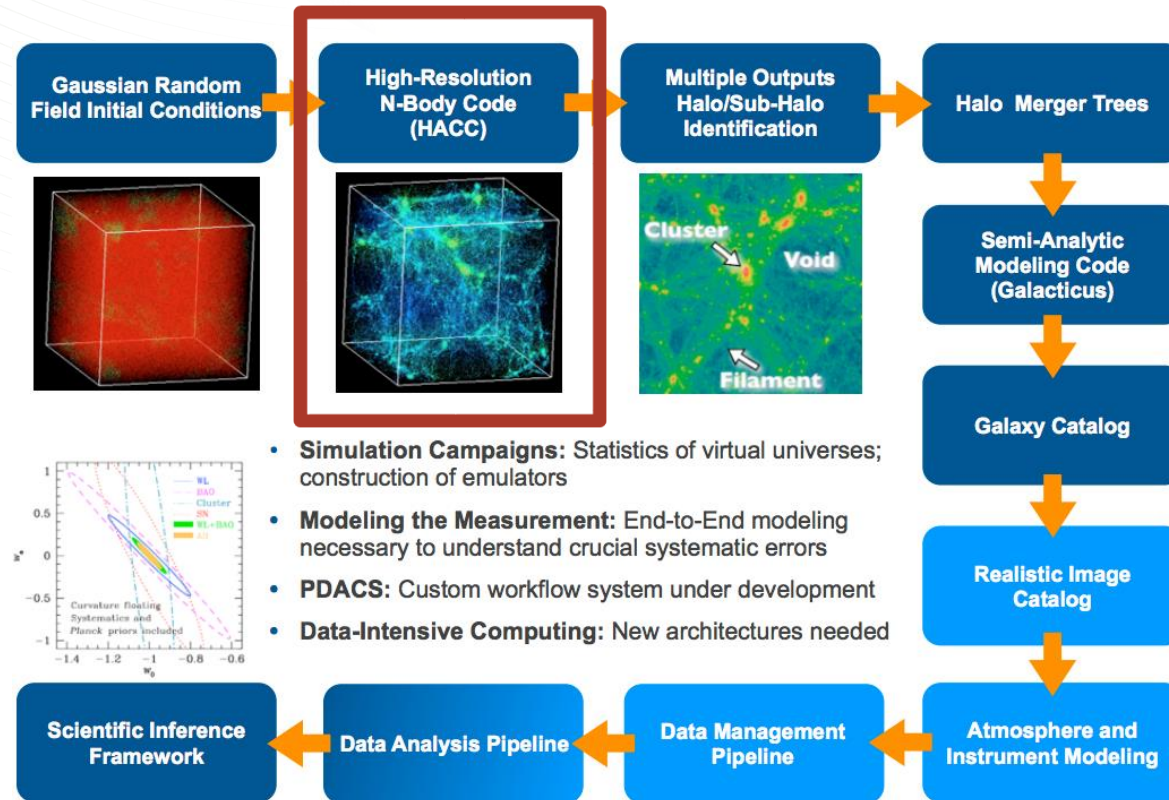 Gaussian Random
Field Initial Conditions
High-Resolution
N-Body Code
(HACC)
Multiple Outputs
Halo/Sub-Halo
Identification
Halo Merger Trees
Cluster
Void
Filament
Semi-Analytic
Modeling Code
(Galacticus)
Galaxy Catalog
Realistic Image
Catalog
Atmosphere and
Instrument Modeling
• Simulation Campaigns: Statistics of virtual universes;
construction of emulators
• Modeling the Measurement: End-to-End modeling
necessary to understand crucial systematic errors
• PDACS: Custom workflow system under development
• Data-Intensive Computing: New architectures needed
WL
BAO
Cluster
SN
WL+BAO
All
1
0.5
0
−0.5
−1
Curvature floating
Systematics and
Planck priors included
−1.4 −1.2 −1 −0.8 −0.6
w₀
Data Management
Pipeline
Data Analysis Pipeline
Scientific Inference
Framework